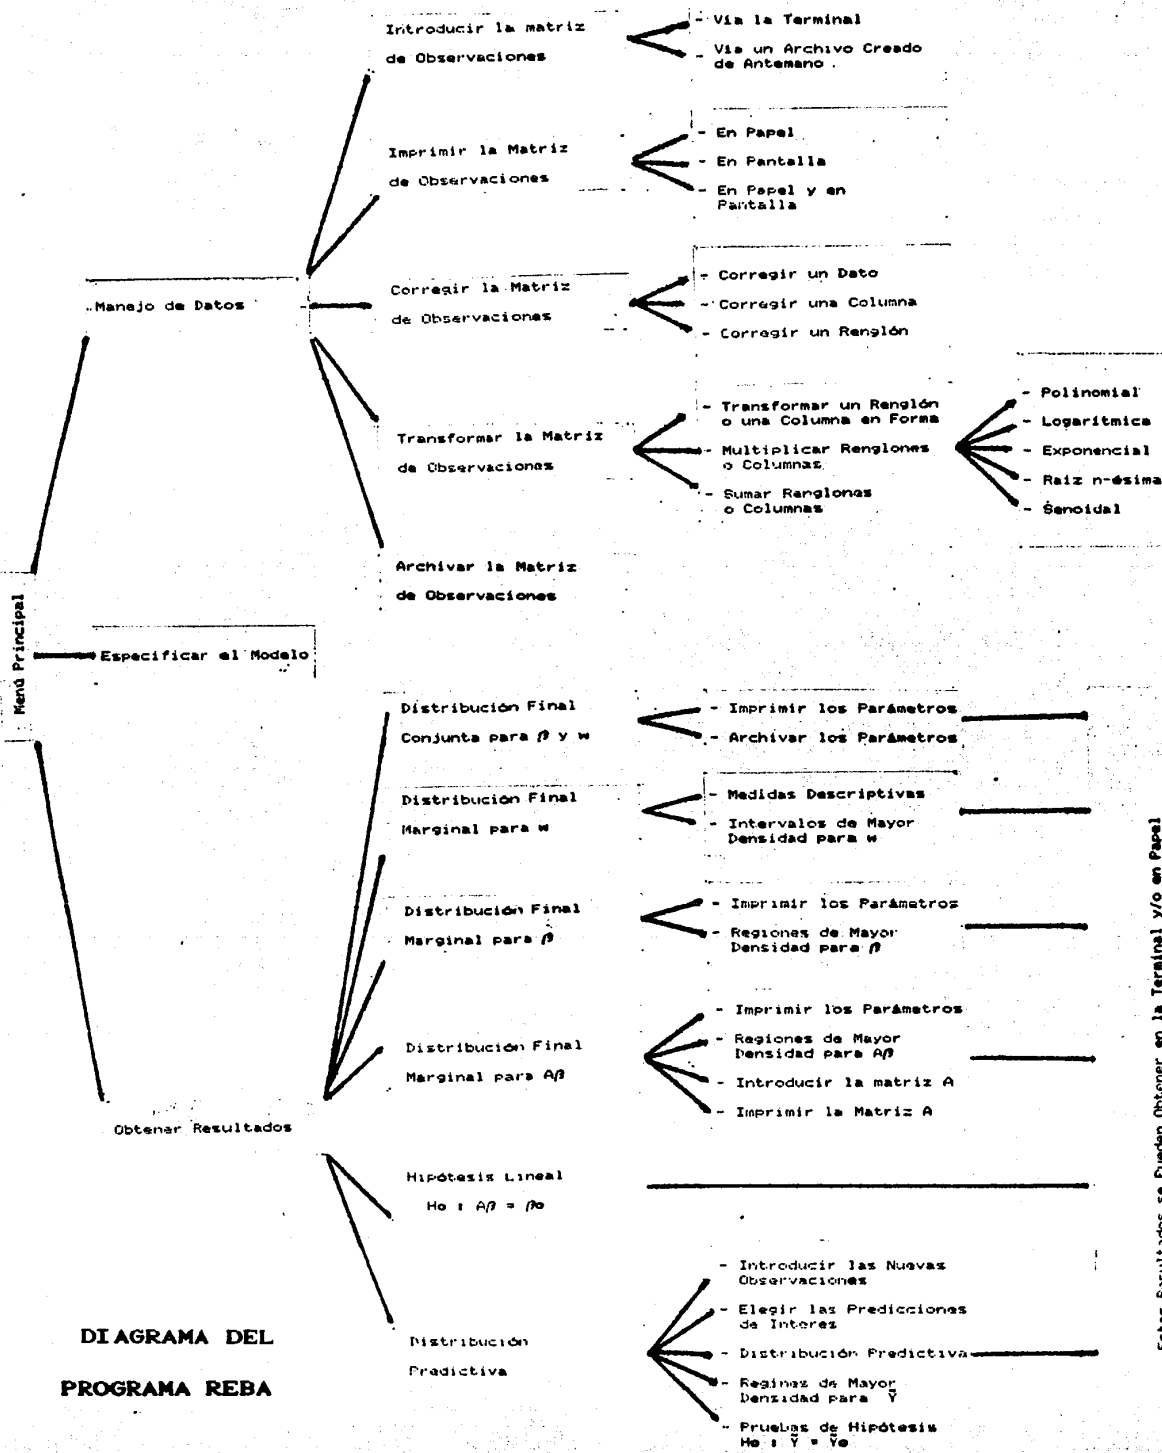 Introducir la matriz
de Observaciones
- Via la Terminal
- Via un Archivo Creado
de Antemano .
Imprimir la Matriz
de Observaciones
- En Papel
- En Pantalla
- En Papel y en
Pantalla
Manejo de Datos
Corregir la Matriz
de Observaciones
- Corregir un Dato
- Corregir una Columna
- Corregir un Renglón
Transformar la Matriz
de Observaciones
- Transformar un Renglón
o una Columna en Forma
- Multiplicar Renglones
o Columnas
- Sumar Renglones
o Columnas
- Polinomial
- Logaritmica
- Exponencial
- Raiz n-ésima
- Senoidal
Archivar la Matriz
de Observaciones
Menú Principal
Especificar el Modelo
Distribución Final
Conjunta para β y w
- Imprimir los Parámetros
- Archivar los Parámetros
Distribución Final
Marginal para w
- Medidas Descriptivas
- Intervalos de Mayor
Densidad para w
Distribución Final
Marginal para β
- Imprimir los Parámetros
- Regiones de Mayor
Densidad para β
Distribución Final
Marginal para Aβ
- Imprimir los Parámetros
- Regiones de Mayor
Densidad para Aβ
- Introducir la matriz A
- Imprimir la Matriz A
Obtener Resultados
Hipótesis Lineal
Ho : Aβ = βo
Distribución
Predictiva
- Introducir las Nuevas
Observaciones
- Elegir las Predicciones
de Interes
- Distribución Predictiva
- Regines de Mayor
Densidad para Ỹ
- Pruebas de Hipótesis
Ho : Ỹ = Ỹo
Estos Resultados se Pueden Obtener en la Terminal y/o en Papel
DIAGRAMA DEL
PROGRAMA REBA